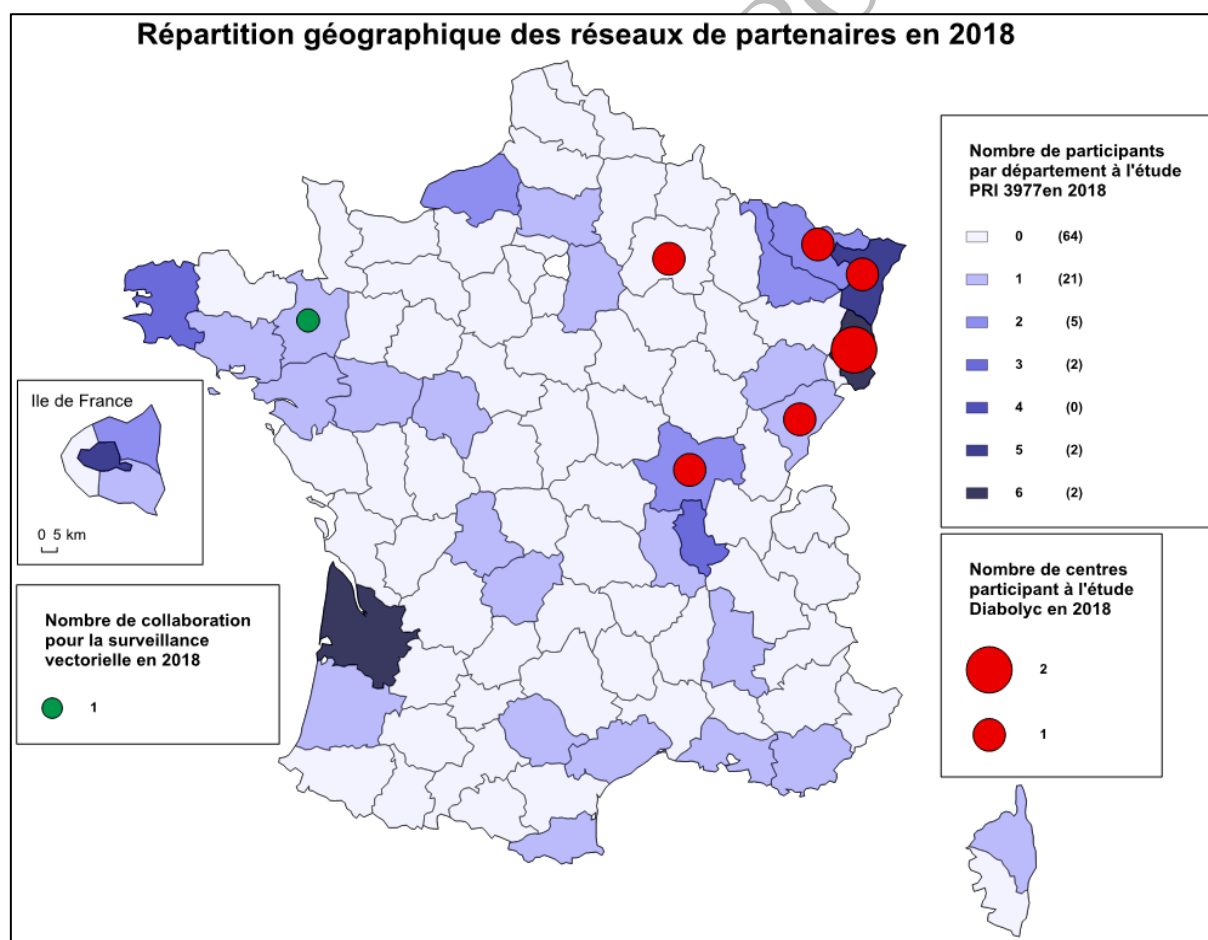 Répartition géographique des réseaux de partenaires en 2018
Nombre de participants
par département à l'étude
PRI 3977en 2018
0 (64)
1 (21)
2 (5)
3 (2)
4 (0)
5 (2)
6 (2)
Ile de France
0 5 km
Nombre de collaboration
pour la surveillance
vectorielle en 2018
1
Nombre de centres
participant à l'étude
Diabolyc en 2018
2
1